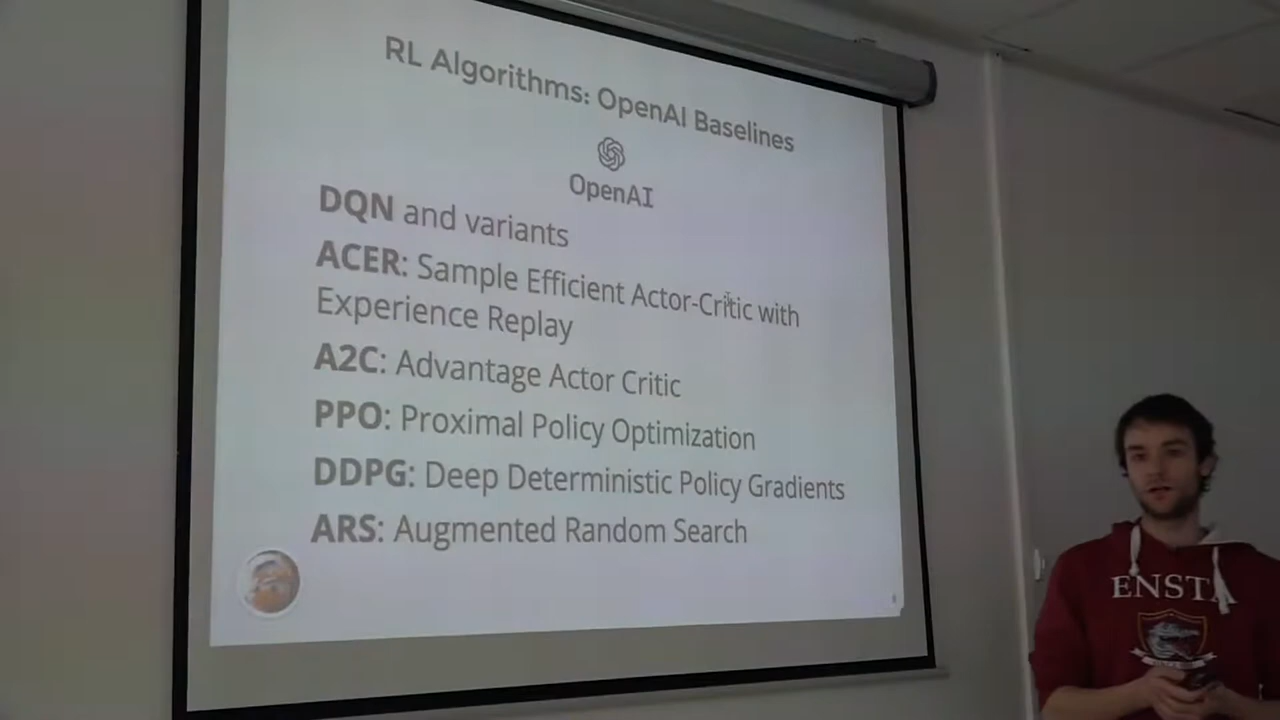 RL Algorithms: OpenAI Baselines
OpenAI
DQN and variants
ACER: Sample Efficient Actor-Critic with
Experience Replay
A2C: Advantage Actor Critic
PPO: Proximal Policy Optimization
DDPG: Deep Deterministic Policy Gradients
ARS: Augmented Random Search
ENSTA